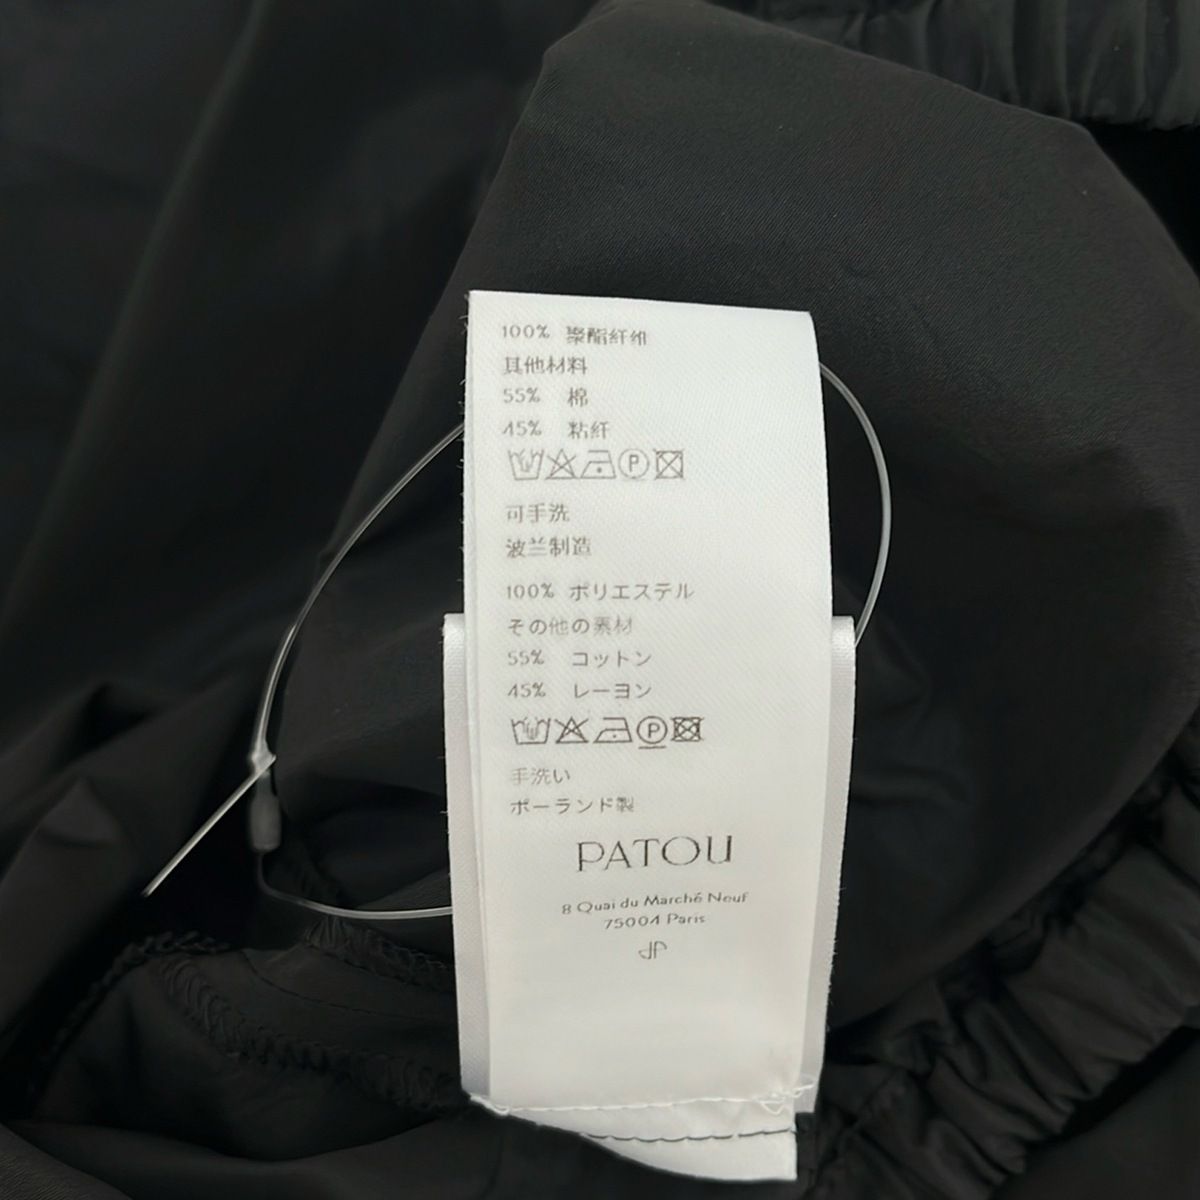 100% 聚酯纤维
其他材料
55% 棉
45% 粘纤
P
可手洗
波兰制造
100% ポリエステル
その他の素材
55% コットン
45% レーヨン
P
手洗い
ポーランド製
PATOU
8 Quai du Marché Neuf
75004 Paris
JP